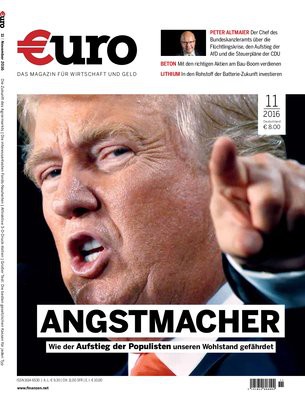 €uro
DAS MAGAZIN FÜR WIRTSCHAFT UND GELD
PETER ALTMAIER Der Chef des
Bundeskanzleramts über die
Flüchtlingskrise, den Aufstieg der
AfD und die Steuerpläne der CDU
BETON Mit den richtigen Aktien am Bau-Boom verdienen
LITHIUM In den Rohstoff der Batterie-Zukunft investieren
11
2016
Deutschland
€ 8.00
ANGSTMACHER
Wie der Aufstieg der Populisten unseren Wohlstand gefährdet
www.finanzen.net